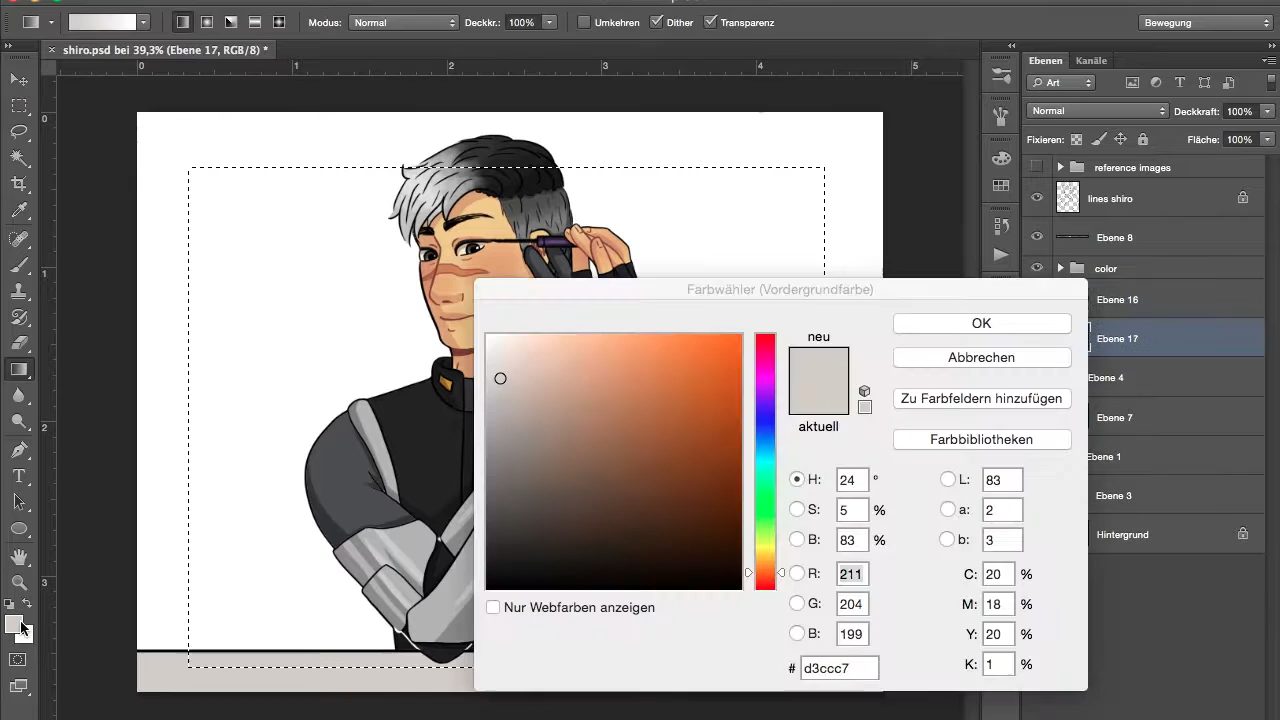 Modus: Normal Deckkr.: 100% Umkehren Dither Transparenz Bewegung
× shiro.psd bei 39,3% (Ebene 17, RGB/8) *
0 1 2 3 4 5
0
1
2
3
Ebenen Kanäle
Art T
Normal Deckkraft: 100%
Fixieren: Fläche: 100%
reference images
lines shiro
Ebene 8
color
Ebene 16
Ebene 17
Ebene 4
Ebene 7
Ebene 1
Ebene 3
Hintergrund
Farbwähler (Vordergrundfarbe)
neu
aktuell
OK
Abbrechen
Zu Farbfeldern hinzufügen
Farbbibliotheken
H: 24 ° L: 83
S: 5 % a: 2
B: 83 % b: 3
R: 211 C: 20 %
G: 204 M: 18 %
B: 199 Y: 20 %
# d3ccc7 K: 1 %
Nur Webfarben anzeigen